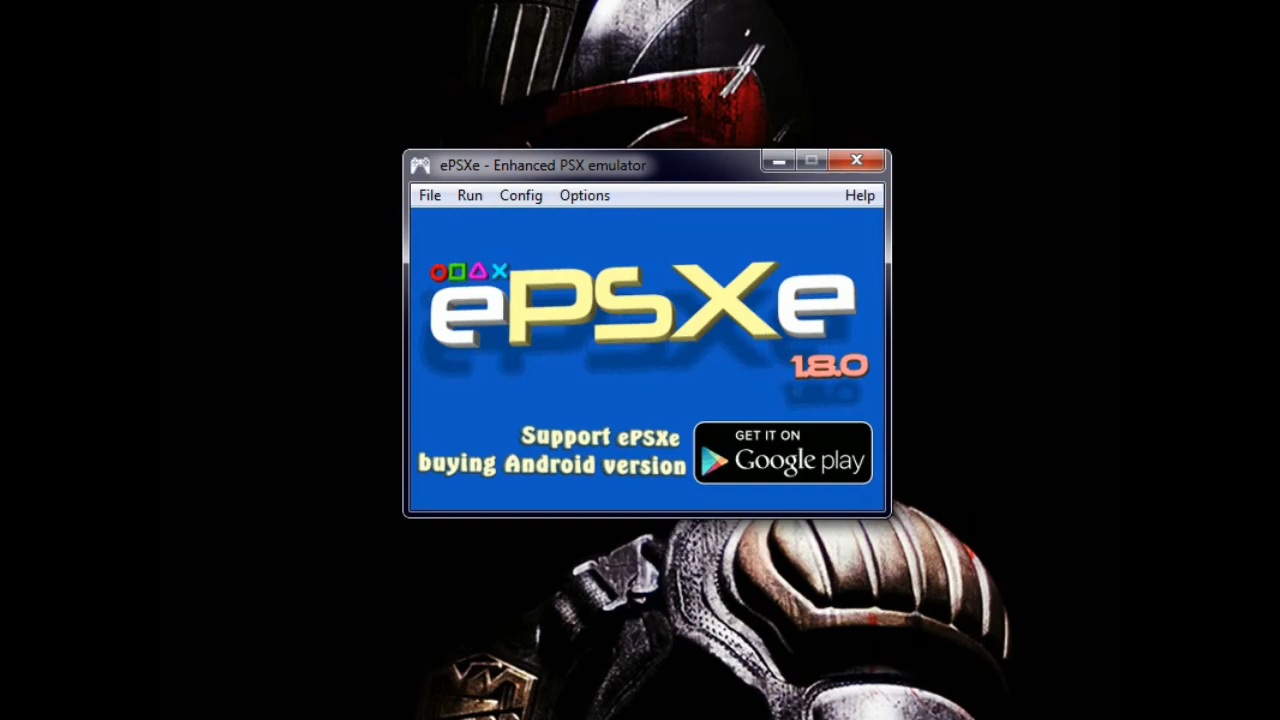 ePSXe - Enhanced PSX emulator
File Run Config Options Help
ePSXe
1.8.0
Support ePSXe
buying Android version
GET IT ON
Google play